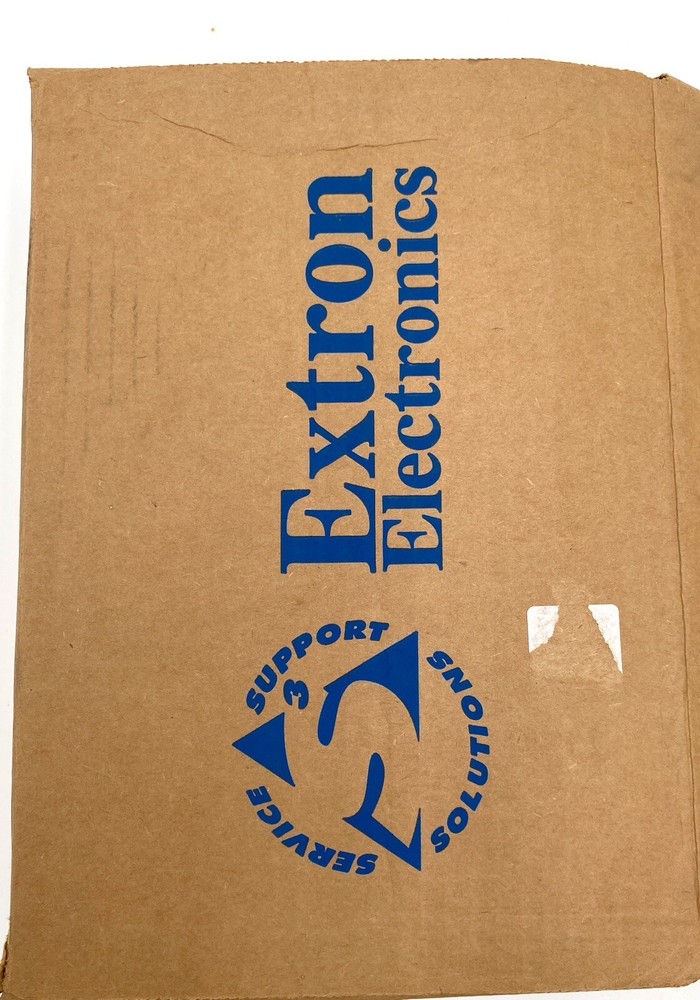 Extron
Electronics
SUPPORT
3
SERVICE
SOLUTIONS